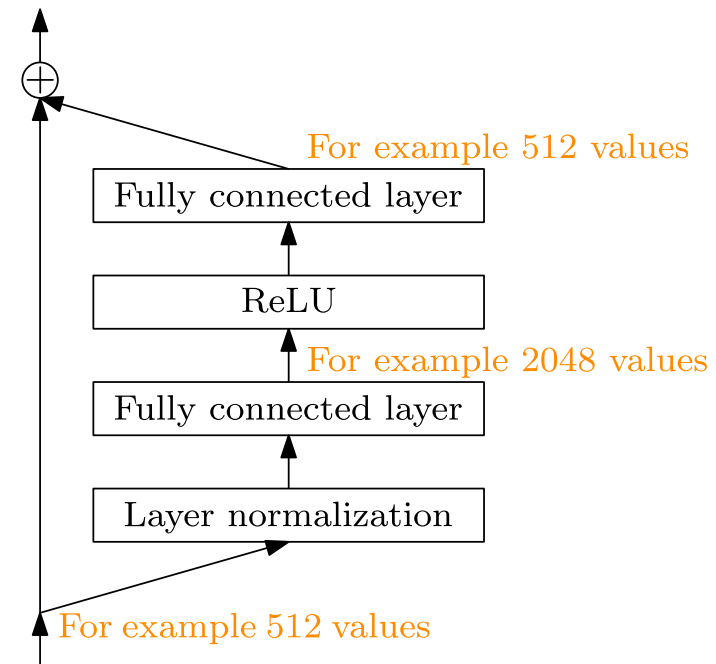 For example 512 values
Fully connected layer
ReLU
For example 2048 values
Fully connected layer
Layer normalization
For example 512 values